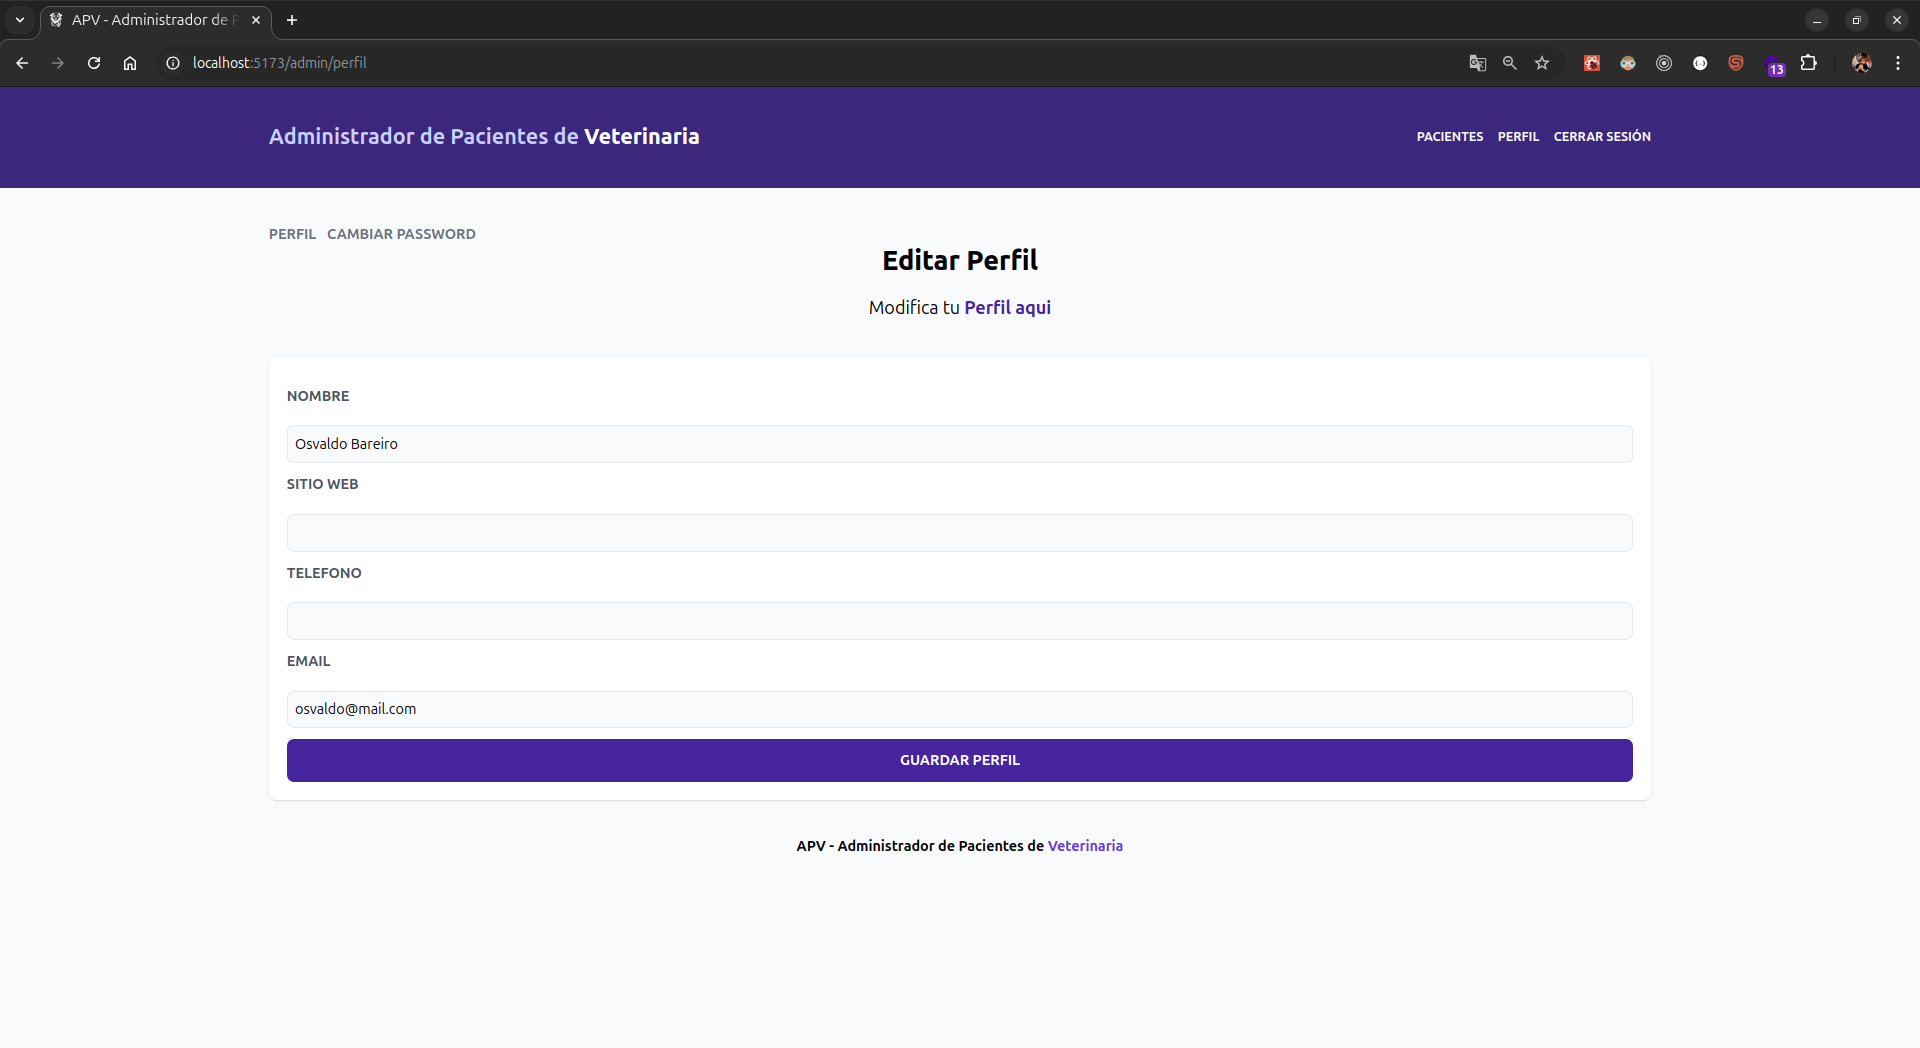 APV - Administrador de P
localhost:5173/admin/perfil
13
Administrador de Pacientes de Veterinaria
PACIENTES PERFIL CERRAR SESIÓN
PERFIL CAMBIAR PASSWORD
Editar Perfil
Modifica tu Perfil aqui
NOMBRE
Osvaldo Bareiro
SITIO WEB
TELEFONO
EMAIL
osvaldo@mail.com
GUARDAR PERFIL
APV - Administrador de Pacientes de Veterinaria